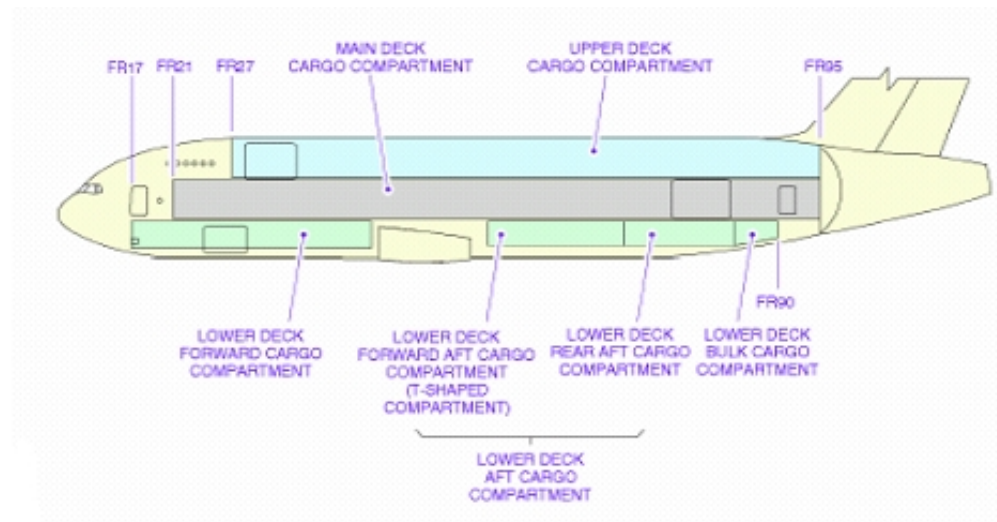 FR17
FR21
FR27
MAIN DECK
CARGO COMPARTMENT
UPPER DECK
CARGO COMPARTMENT
FR95
FR90
LOWER DECK
FORWARD CARGO
COMPARTMENT
LOWER DECK
FORWARD AFT CARGO
COMPARTMENT
(T-SHAPED
COMPARTMENT)
LOWER DECK
REAR AFT CARGO
COMPARTMENT
LOWER DECK
BULK CARGO
COMPARTMENT
LOWER DECK
AFT CARGO
COMPARTMENT